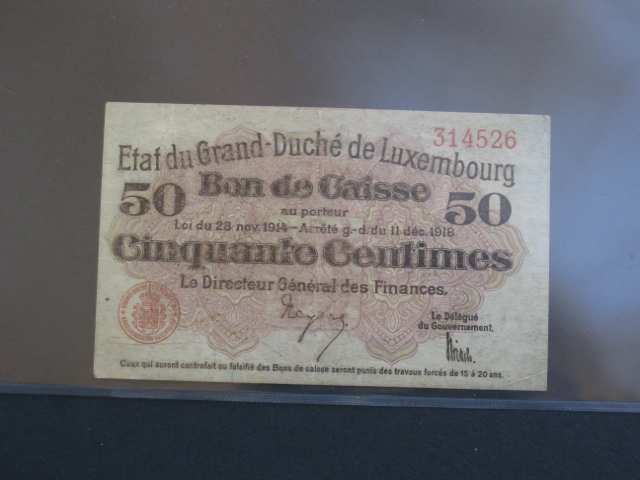 314526
Etat du Grand-Duché de Luxembourg
50 Bon de Caisse 50
au porteur
Loi du 28 nov. 1914 - Arrêté g.-d. du 11 déc. 1918
Cinquante Centimes
Le Directeur Général des Finances.
Le Délégué
du Gouvernement.
Ceux qui auront contrefait ou falsifié des Bons de caisse seront punis des travaux forcés de 15 à 20 ans.